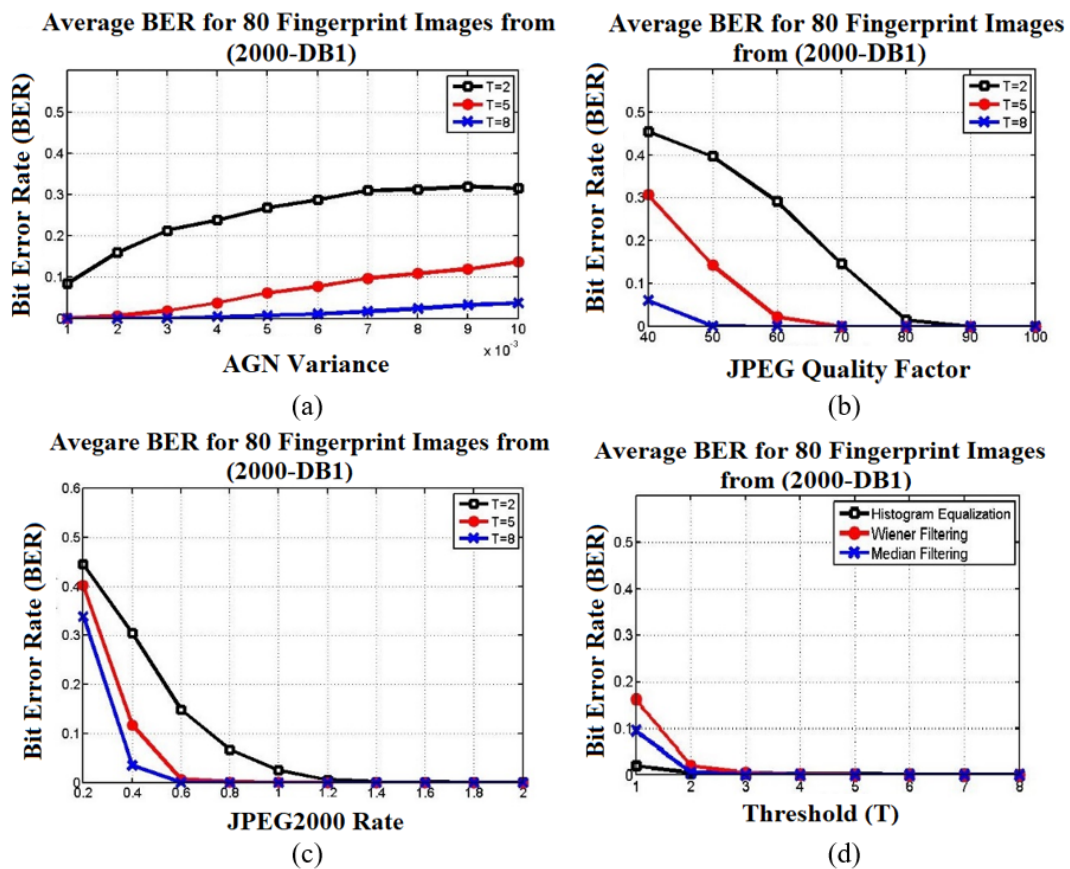 Average BER for 80 Fingerprint Images from
(2000-DB1)
Bit Error Rate (BER)
0.5
0.4
0.3
0.2
0.1
0
1 2 3 4 5 6 7 8 9 10
x 10⁻³
T=2
T=5
T=8
AGN Variance
(a)
Average BER for 80 Fingerprint Images
from (2000-DB1)
Bit Error Rate (BER)
0.5
0.4
0.3
0.2
0.1
0
40 50 60 70 80 90 100
T=2
T=5
T=8
JPEG Quality Factor
(b)
Avegare BER for 80 Fingerprint Images from
(2000-DB1)
Bit Error Rate (BER)
0.6
0.5
0.4
0.3
0.2
0.1
0
0.2 0.4 0.6 0.8 1 1.2 1.4 1.6 1.8 2
T=2
T=5
T=8
JPEG2000 Rate
(c)
Average BER for 80 Fingerprint Images
from (2000-DB1)
Bit Error Rate (BER)
0.5
0.4
0.3
0.2
0.1
0
1 2 3 4 5 6 7 8
Histogram Equalization
Wiener Filtering
Median Filtering
Threshold (T)
(d)